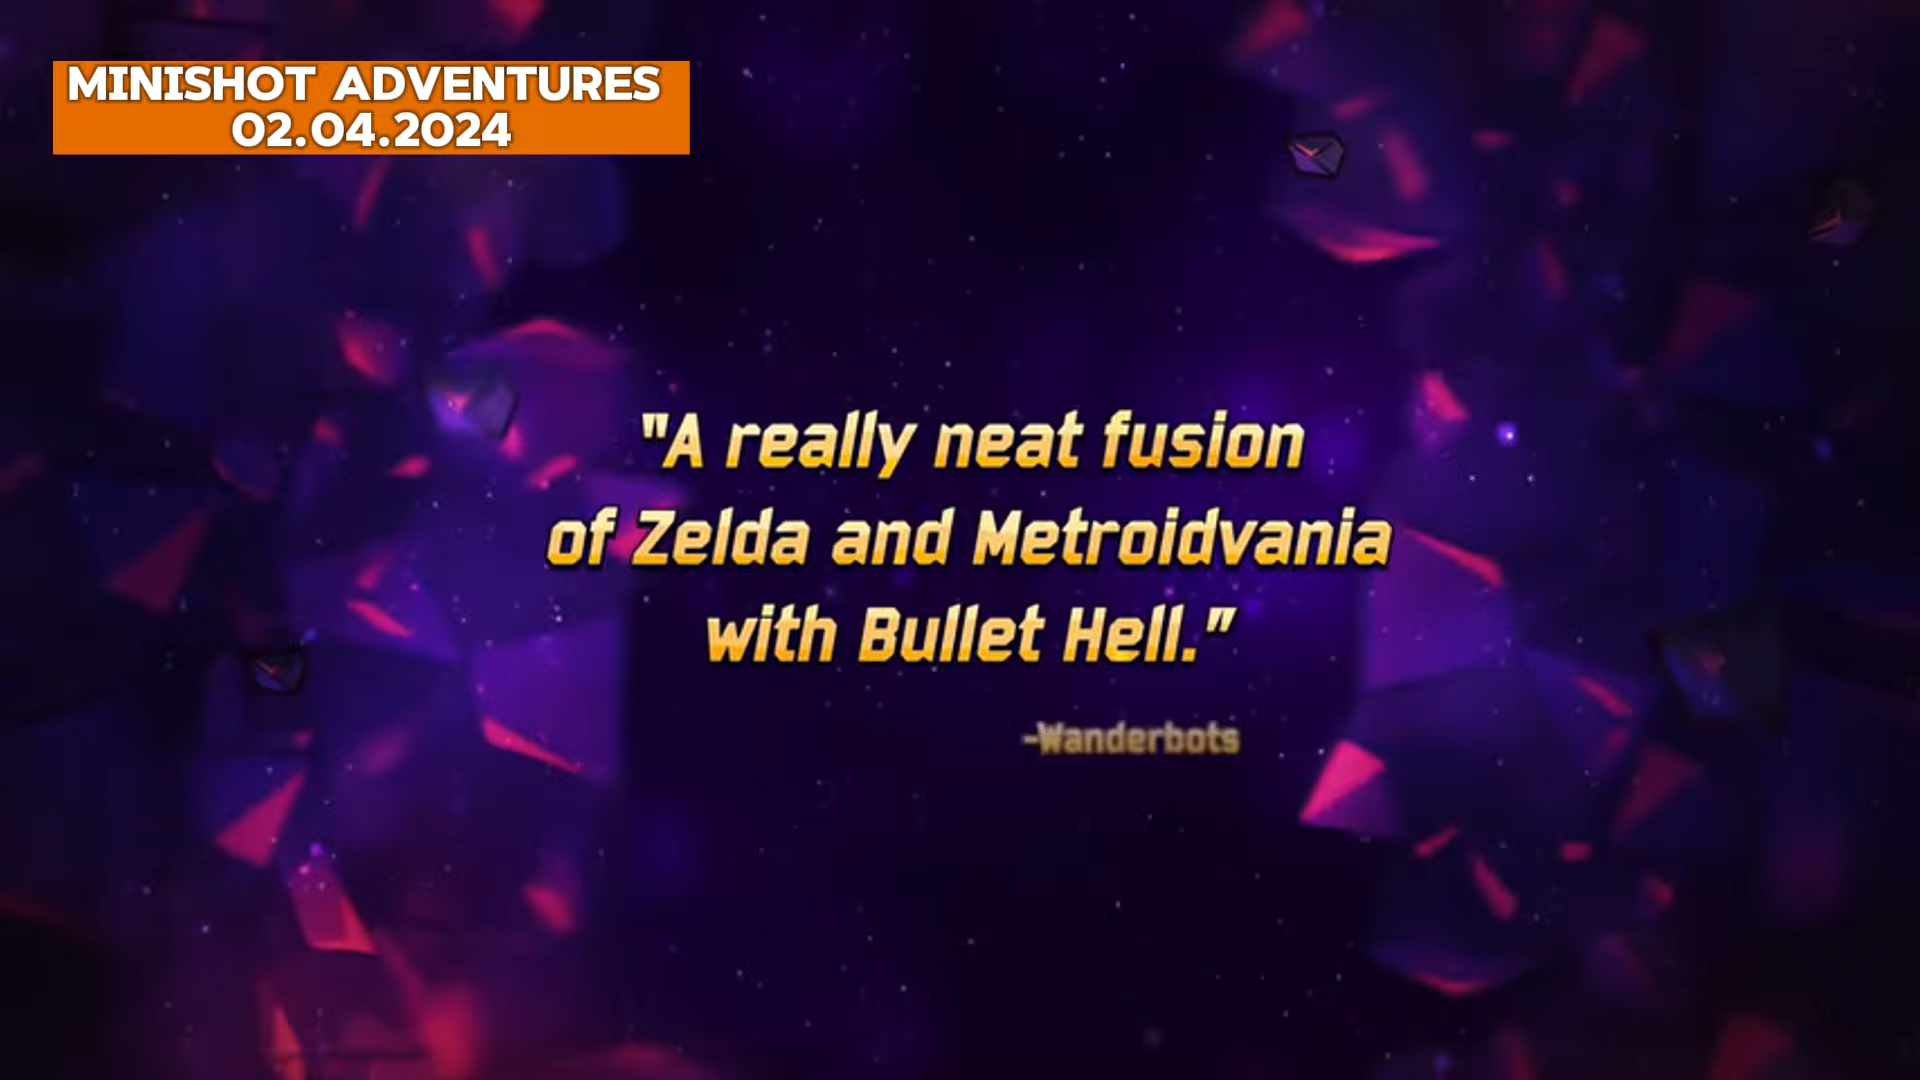 MINISHOT ADVENTURES
02.04.2024
"A really neat fusion
of Zelda and Metroidvania
with Bullet Hell."
-Wanderbots